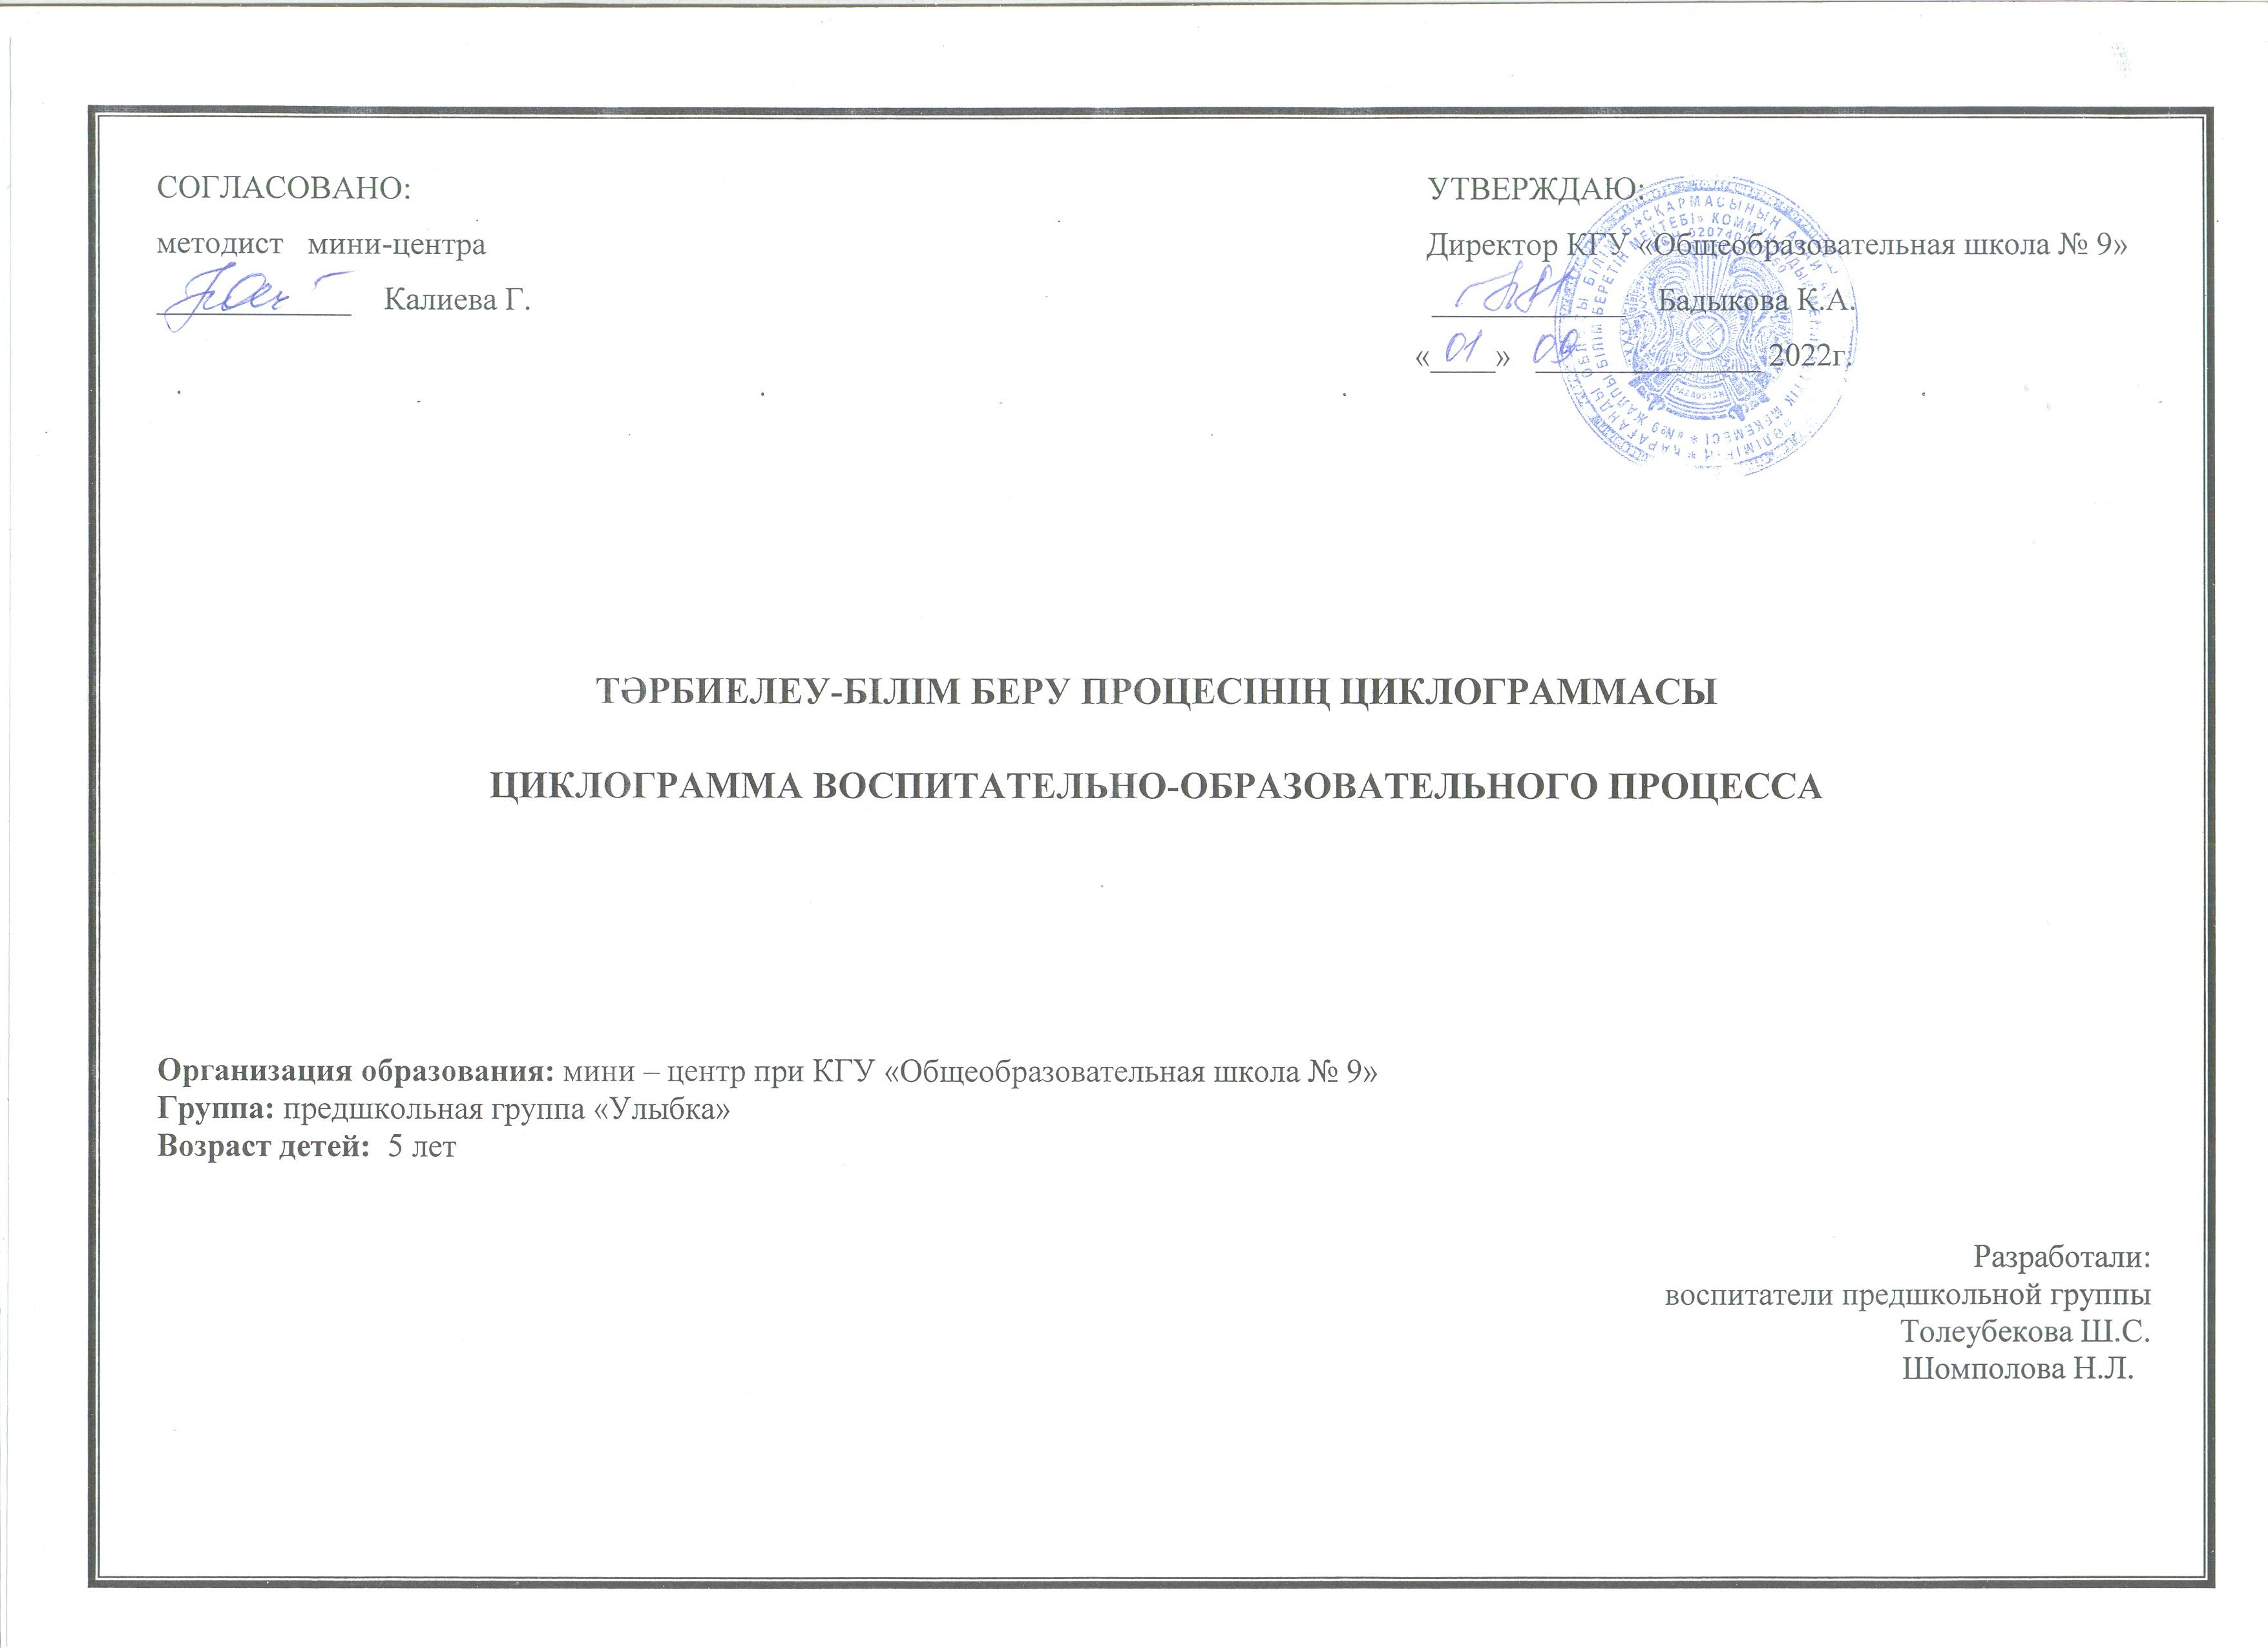 СОГЛАСОВАНО:
УТВЕРЖДАЮ:
методист мини-центра
Директор КГУ «Общеобразовательная школа № 9»
Калиева Г.
Бадыкова К.А.
«01» 09 2022г.
ТӘРБИЕЛЕУ-БІЛІМ БЕРУ ПРОЦЕСІНІҢ ЦИКЛОГРАММАСЫ
ЦИКЛОГРАММА ВОСПИТАТЕЛЬНО-ОБРАЗОВАТЕЛЬНОГО ПРОЦЕССА
Организация образования: мини – центр при КГУ «Общеобразовательная школа № 9»
Группа: предшкольная группа «Улыбка»
Возраст детей: 5 лет
Разработали:
воспитатели предшкольной группы
Толеубекова Ш.С.
Шомполова Н.Л.